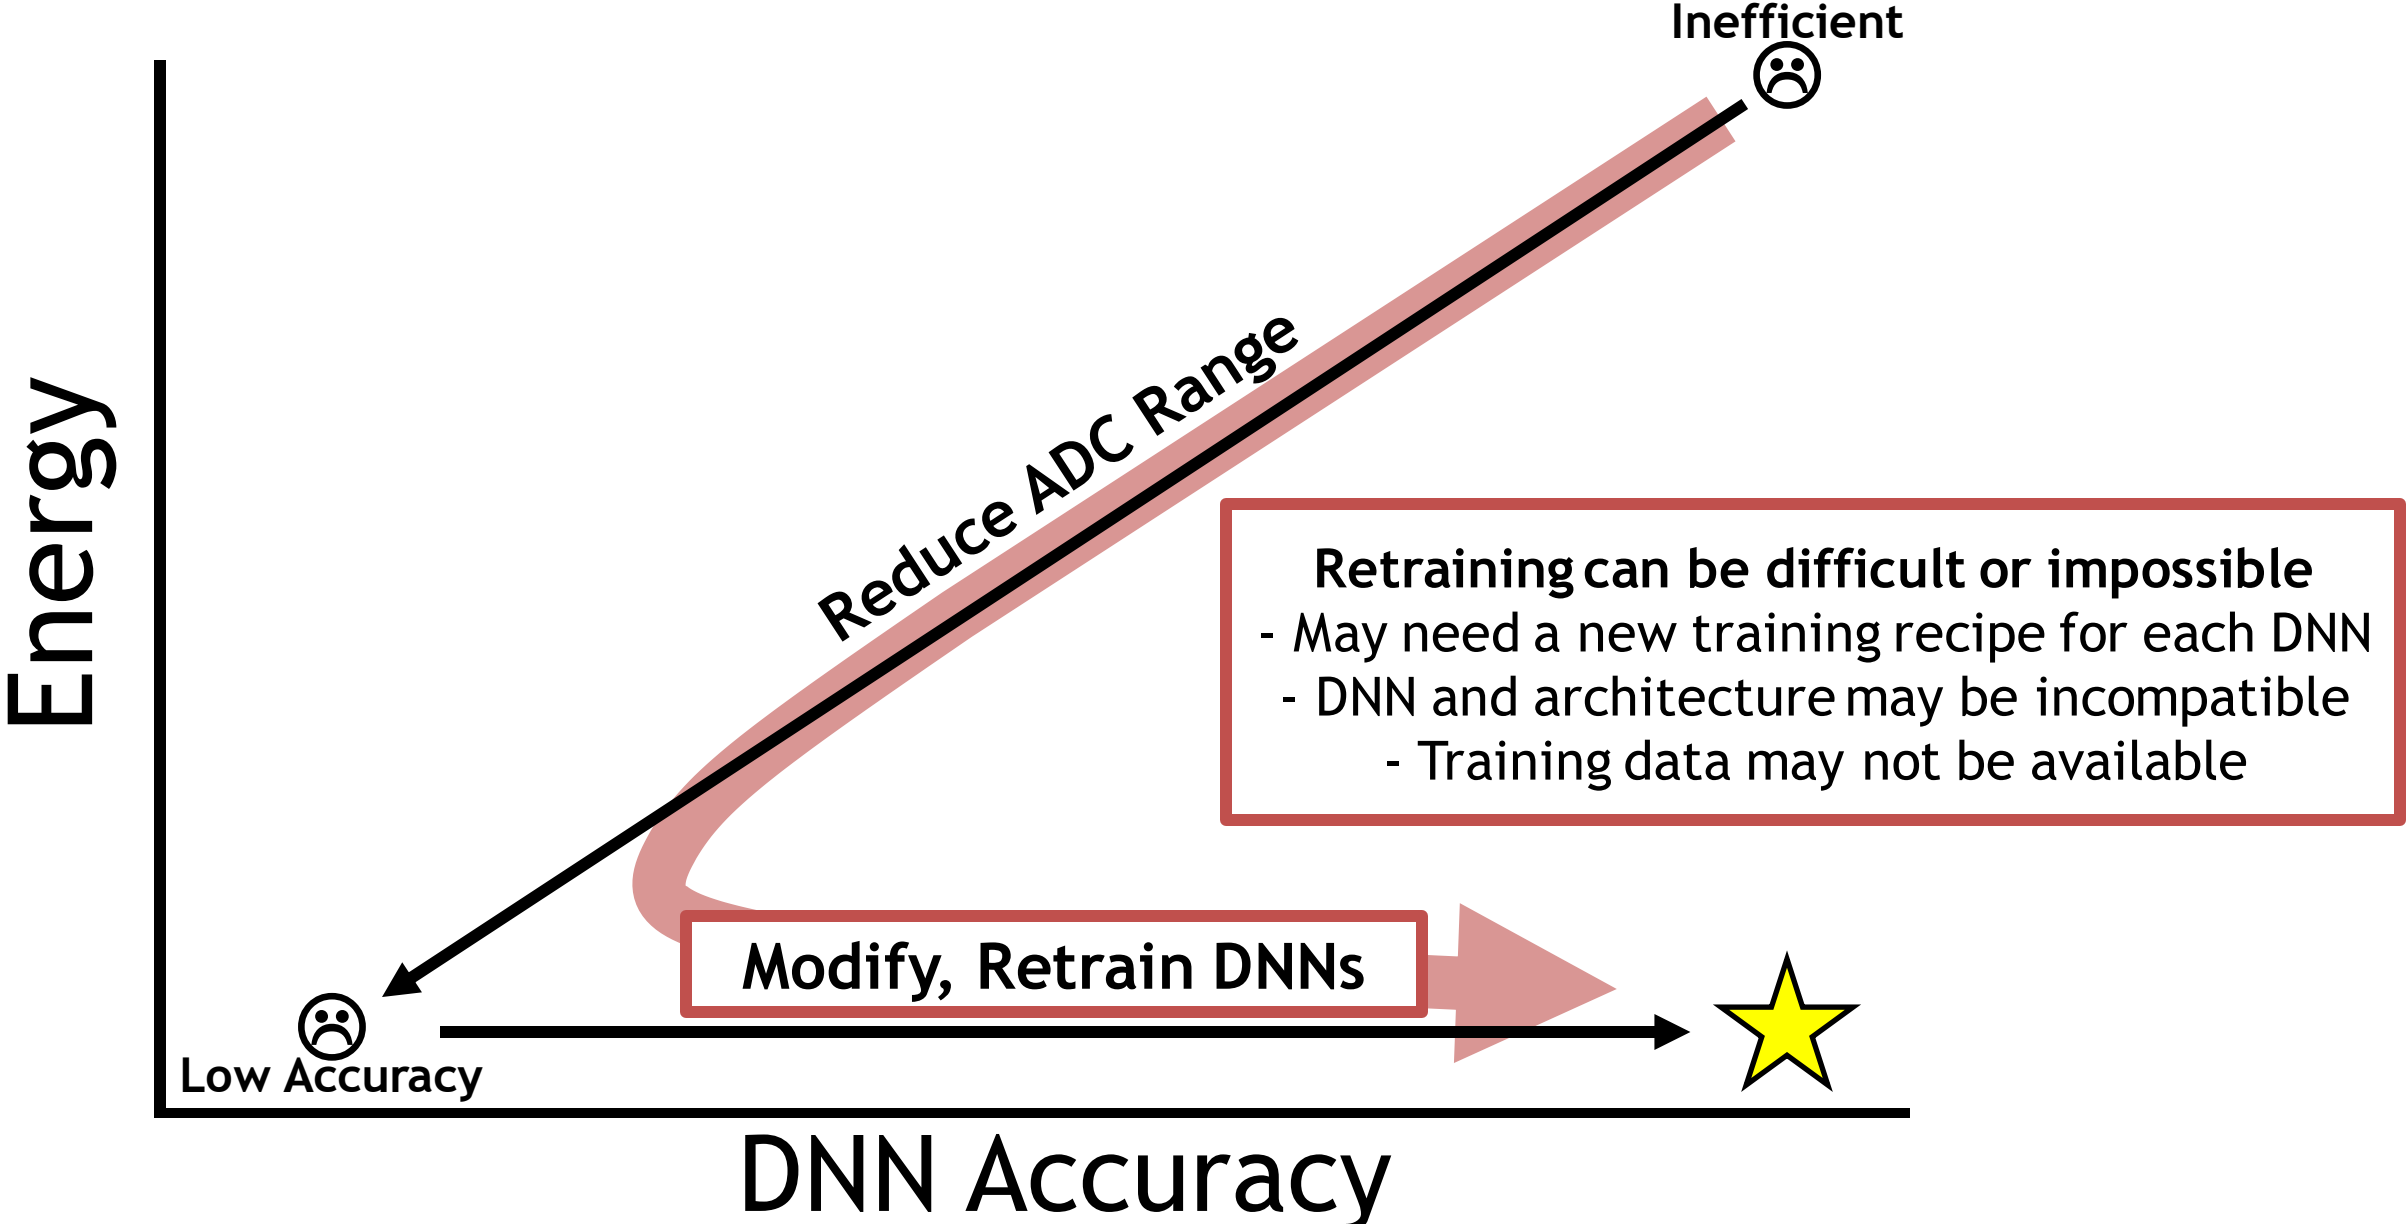 Inefficient
Energy
Reduce ADC Range
Retraining can be difficult or impossible
- May need a new training recipe for each DNN
- DNN and architecture may be incompatible
- Training data may not be available
Modify, Retrain DNNs
Low Accuracy
DNN Accuracy